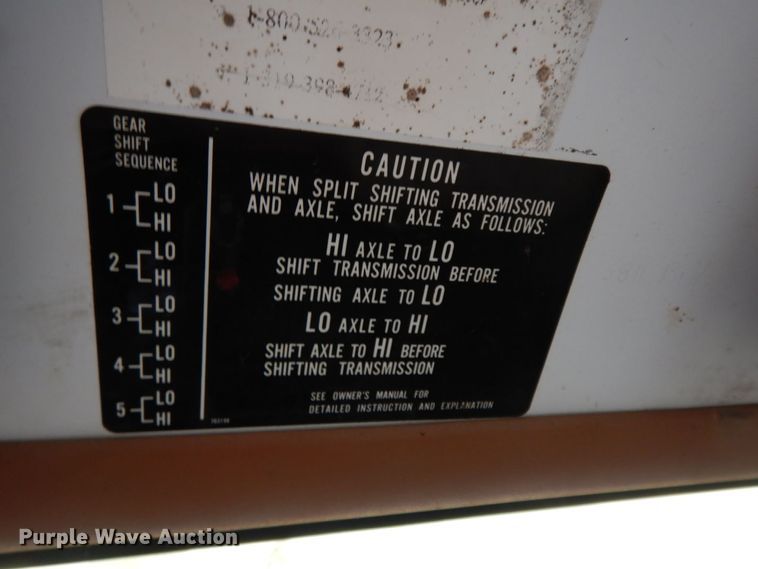 1-800-
GEAR
SHIFT
SEQUENCE
1 LO
HI
2 LO
HI
3 LO
HI
4 LO
HI
5 LO
HI
CAUTION
WHEN SPLIT SHIFTING TRANSMISSION
AND AXLE, SHIFT AXLE AS FOLLOWS:
HI AXLE TO LO
SHIFT TRANSMISSION BEFORE
SHIFTING AXLE TO LO
LO AXLE TO HI
SHIFT AXLE TO HI BEFORE
SHIFTING TRANSMISSION
SEE OWNER'S MANUAL FOR
DETAILED INSTRUCTION AND EXPLANATION
Purple Wave Auction